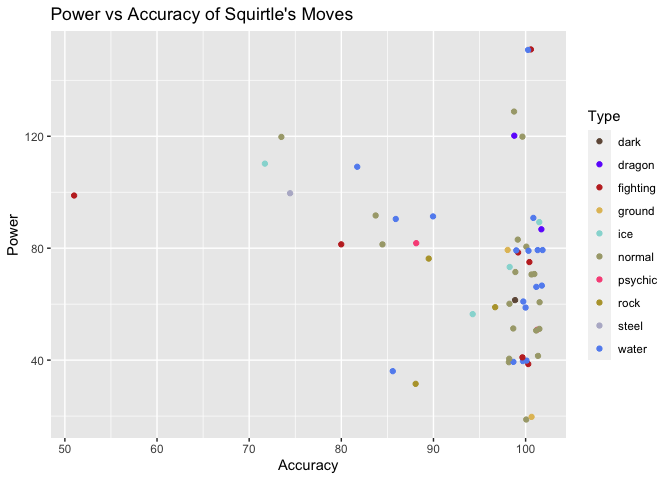 Power vs Accuracy of Squirtle's Moves
Power
120
80
40
50 60 70 80 90 100
Accuracy
Type
dark
dragon
fighting
ground
ice
normal
psychic
rock
steel
water